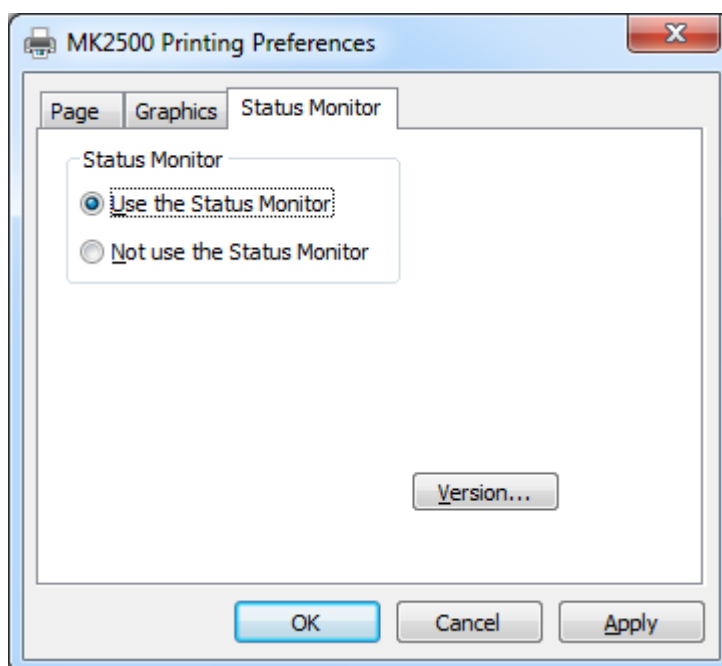 MK2500 Printing Preferences
Page Graphics Status Monitor
Status Monitor
Use the Status Monitor
Not use the Status Monitor
Version...
OK Cancel Apply